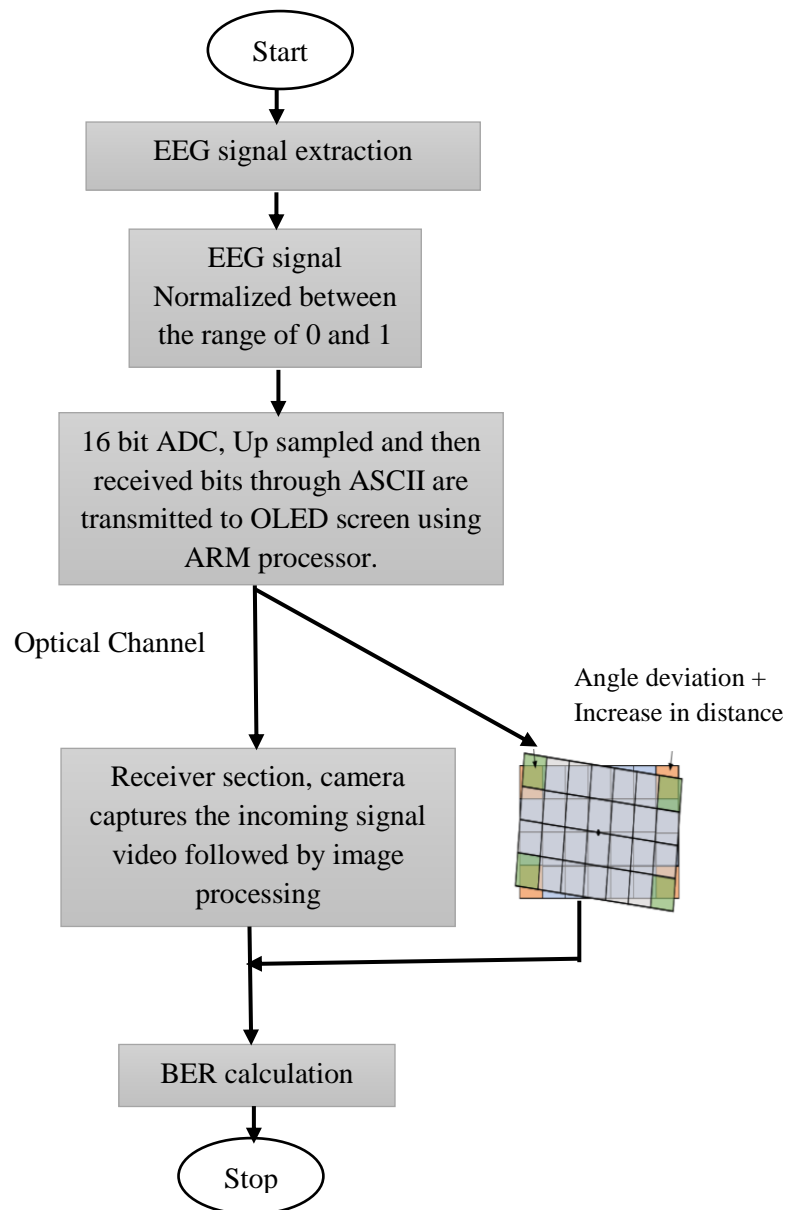 Start
EEG signal extraction
EEG signal
Normalized between
the range of 0 and 1
16 bit ADC, Up sampled and then
received bits through ASCII are
transmitted to OLED screen using
ARM processor.
Optical Channel
Angle deviation +
Increase in distance
Receiver section, camera
captures the incoming signal
video followed by image
processing
BER calculation
Stop